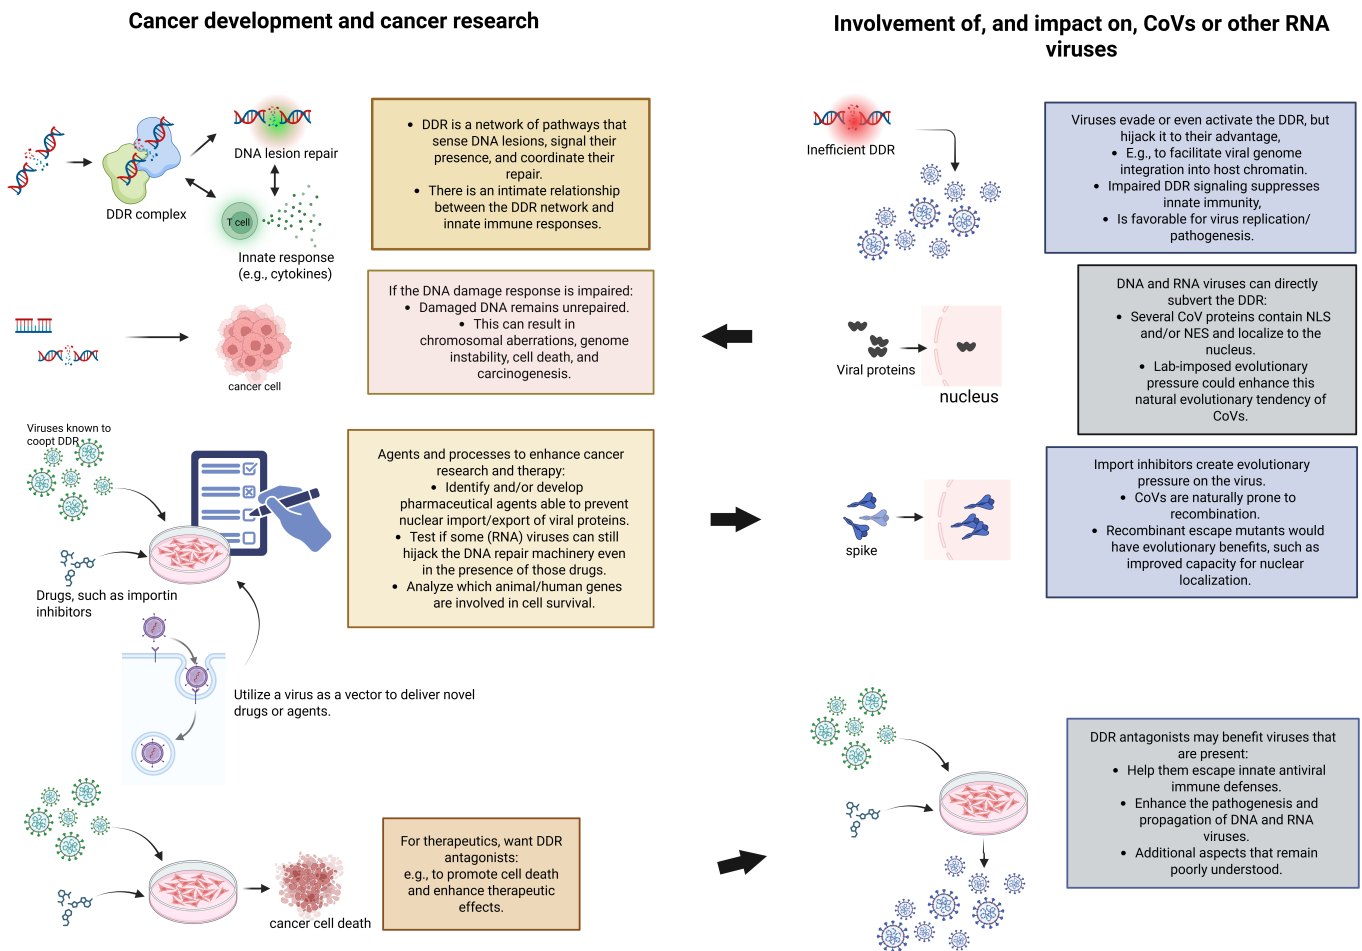 Cancer development and cancer research
DNA lesion repair
DDR complex
T cell
Innate response
(e.g., cytokines)
• DDR is a network of pathways that
sense DNA lesions, signal their
presence, and coordinate their
repair.
• There is an intimate relationship
between the DDR network and
innate immune responses.
cancer cell
If the DNA damage response is impaired:
• Damaged DNA remains unrepaired.
• This can result in
chromosomal aberrations, genome
instability, cell death, and
carcinogenesis.
Viruses known to
coopt DDR
Drugs, such as importin
inhibitors
Agents and processes to enhance cancer
research and therapy:
• Identify and/or develop
pharmaceutical agents able to prevent
nuclear import/export of viral proteins.
• Test if some (RNA) viruses can still
hijack the DNA repair machinery even
in the presence of those drugs.
• Analyze which animal/human genes
are involved in cell survival.
Utilize a virus as a vector to deliver novel
drugs or agents.
cancer cell death
For therapeutics, want DDR
antagonists:
e.g., to promote cell death
and enhance therapeutic
effects.
Involvement of, and impact on, CoVs or other RNA
viruses
Inefficient DDR
Viruses evade or even activate the DDR, but
hijack it to their advantage,
• E.g., to facilitate viral genome
integration into host chromatin.
• Impaired DDR signaling suppresses
innate immunity,
• Is favorable for virus replication/
pathogenesis.
Viral proteins
nucleus
DNA and RNA viruses can directly
subvert the DDR:
• Several CoV proteins contain NLS
and/or NES and localize to the
nucleus.
• Lab-imposed evolutionary
pressure could enhance this
natural evolutionary tendency of
CoVs.
spike
Import inhibitors create evolutionary
pressure on the virus.
• CoVs are naturally prone to
recombination.
• Recombinant escape mutants would
have evolutionary benefits, such as
improved capacity for nuclear
localization.
DDR antagonists may benefit viruses that
are present:
• Help them escape innate antiviral
immune defenses.
• Enhance the pathogenesis and
propagation of DNA and RNA
viruses.
• Additional aspects that remain
poorly understood.